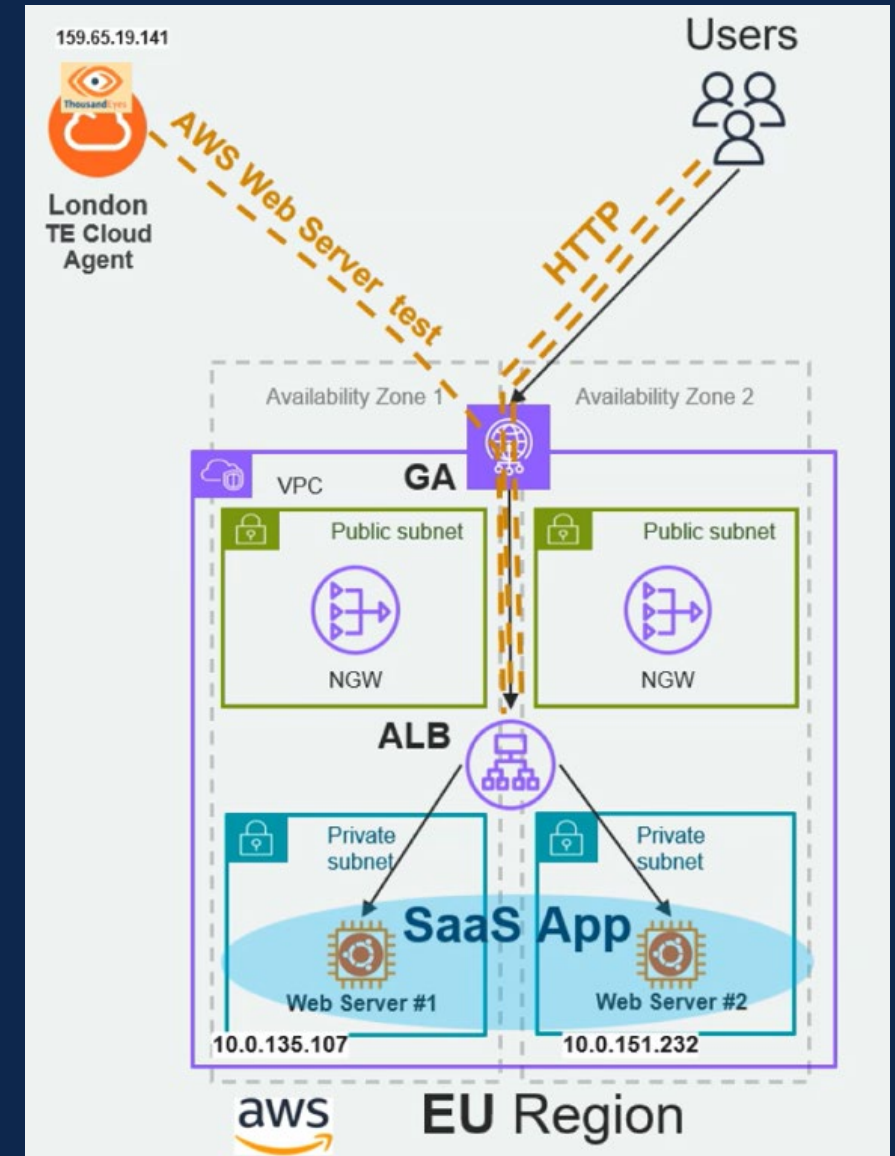 159.65.19.141
Users
ThousandEyes
London
TE Cloud
Agent
AWS Web Server test
HTTP
Availability Zone 1
Availability Zone 2
VPC
GA
Public subnet
Public subnet
NGW
NGW
ALB
Private
subnet
Private
subnet
SaaS App
Web Server #1
Web Server #2
10.0.135.107
10.0.151.232
aws
EU Region